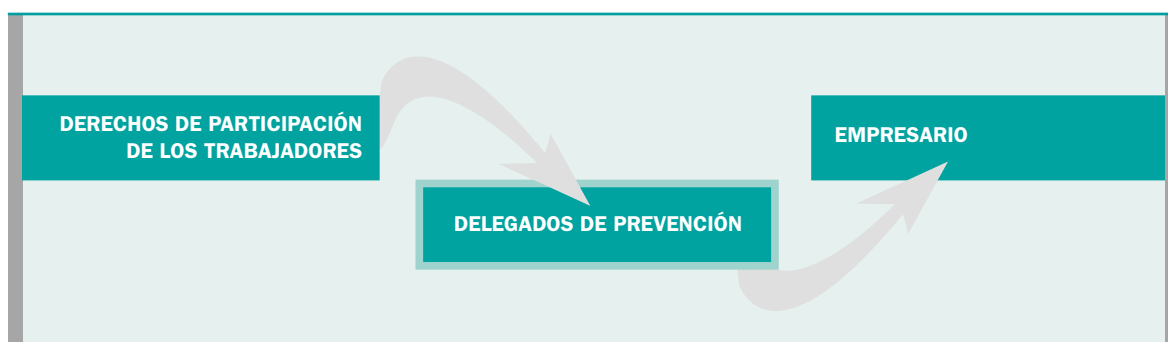 DERECHOS DE PARTICIPACIÓN
DE LOS TRABAJADORES
EMPRESARIO
DELEGADOS DE PREVENCIÓN